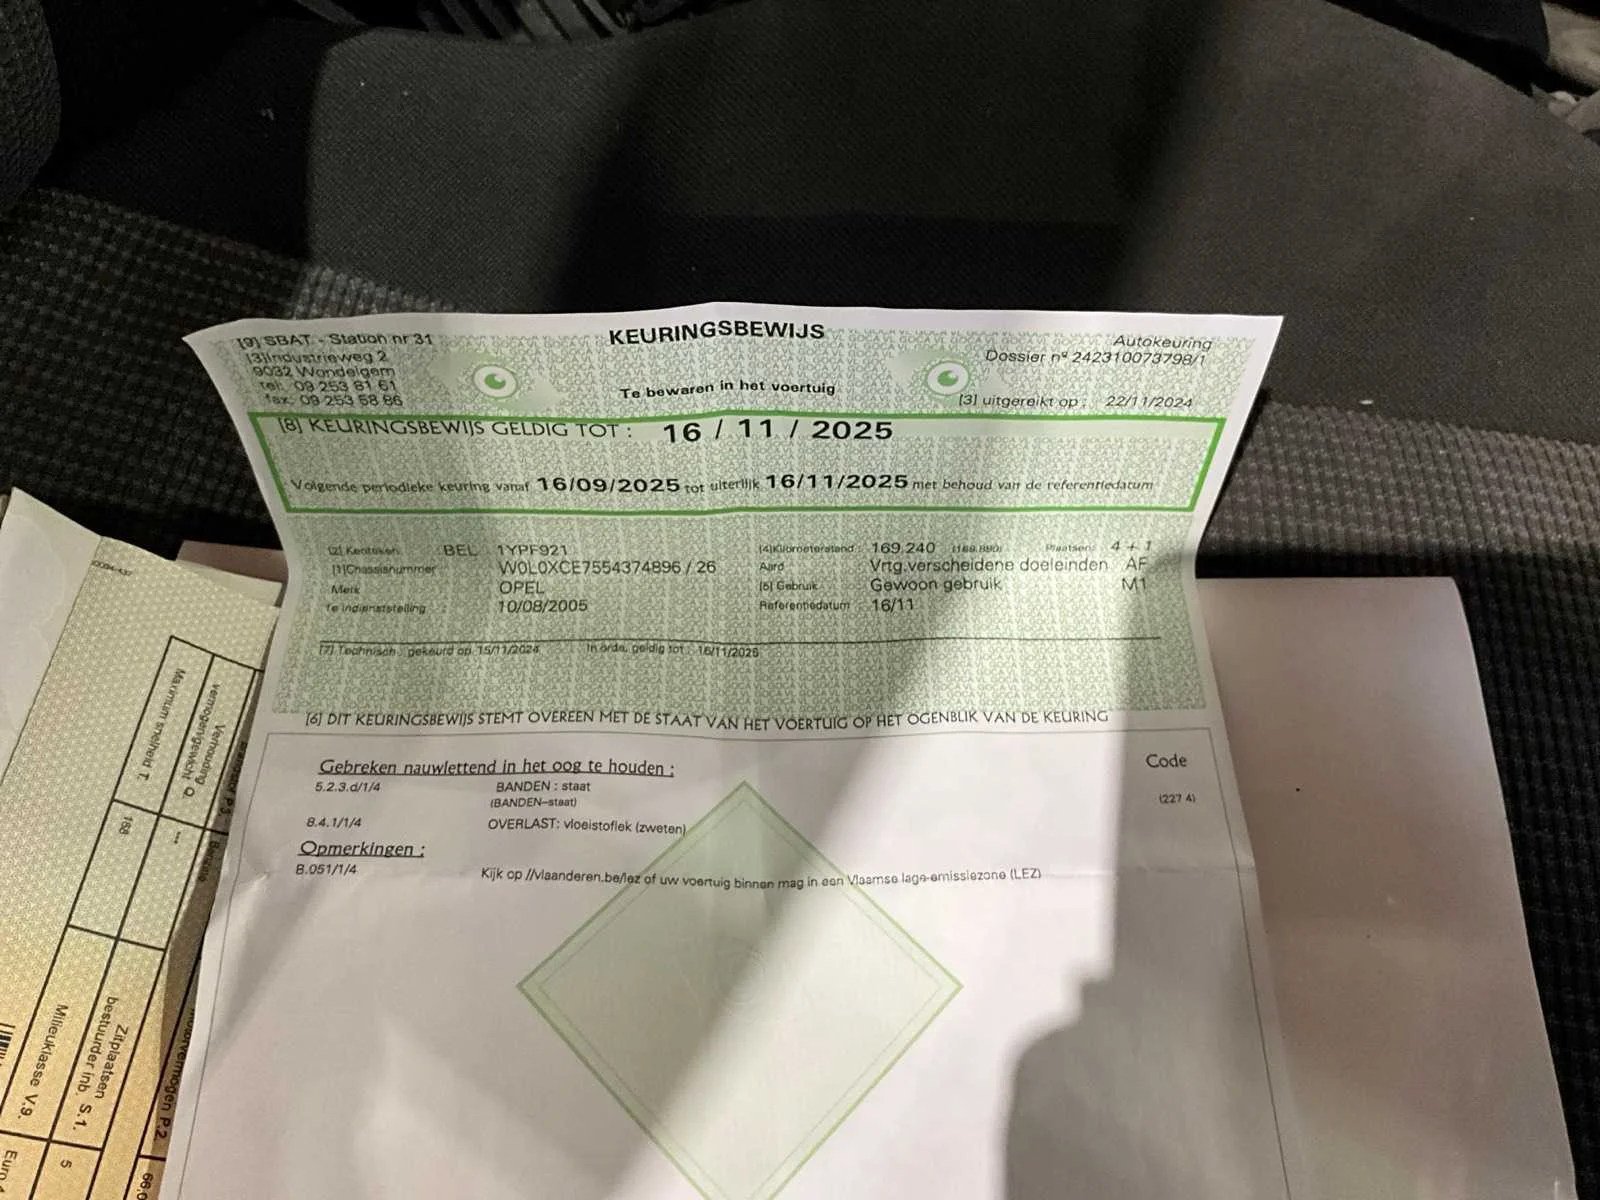 [9] SBAT - Station nr 31
[3] Industrieweg 2
9032 Wondelgem
tel: 09 253 61 61
fax: 09 253 58 86
KEURINGSBEWIJS
Te bewaren in het voertuig
Autokeuring
Dossier nº 242310073798/1
[3] uitgereikt op : 22/11/2024
[8] KEURINGSBEWIJS GELDIG TOT : 16 / 11 / 2025
Volgende periodieke keuring vanaf 16/09/2025 tot uiterlijk 16/11/2025 met behoud van de referentiedatum
[2] Kenteken BEL 1YPF921
[1] Chassisnummer W0L0XCE7554374896 / 26
Merk OPEL
1e Indienststelling : 10/08/2005
[4] Kilometerstand : 169.240 Plaatsen: 4 + 1
Aard Vrtg.verscheidene doeleinden AF
[5] Gebruik : Gewoon gebruik M1
Referentiedatum : 16/11
[7] Technisch : gekeurd op 15/11/2024 In orde, geldig tot : 16/11/2025
[6] DIT KEURINGSBEWIJS STEMT OVEREEN MET DE STAAT VAN HET VOERTUIG OP HET OGENBLIK VAN DE KEURING
Gebreken nauwlettend in het oog te houden : Code
5.2.3.d/1/4 BANDEN : staat
(BANDEN-staat) (227 4)
8.4.1/1/4 OVERLAST: vloeistoflek (zweten)
Opmerkingen :
B.051/1/4 Kijk op //vlaanderen.be/lez of uw voertuig binnen mag in een Vlaamse lage-emissiezone (LEZ)
Verhouding
vermogen/gewicht Q. ---
Maximum snelheid T. 168
Zitplaatsen
bestuurder inb. S.1. 5
Milieuklasse V.9. Euro
Benzine